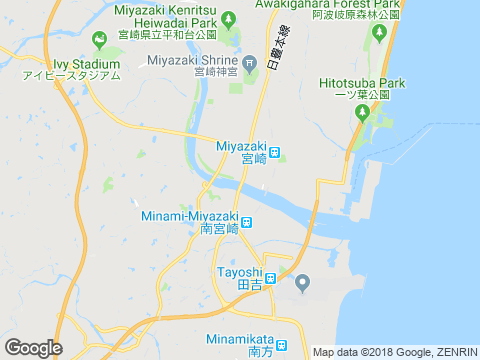 Awakigahara Forest Park
阿波岐原森林公園
Miyazaki Kenritsu
Heiwadai Park
宮崎県立平和台公園
日豊本線
Ivy Stadium
アイビースタジアム
Miyazaki Shrine
宮崎神宮
Hitotsuba Park
一ツ葉公園
Miyazaki
宮崎
Minami-Miyazaki
南宮崎
Tayoshi
田吉
Minamikata
南方
Google
Map data ©2018 Google, ZENRIN